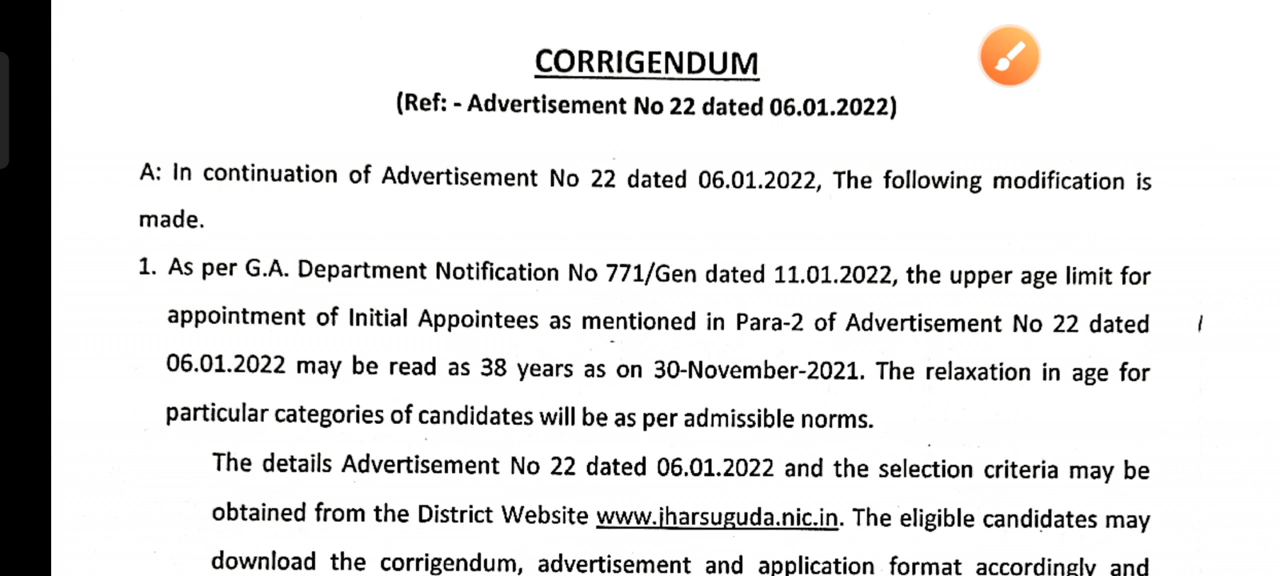 CORRIGENDUM
(Ref: - Advertisement No 22 dated 06.01.2022)
A: In continuation of Advertisement No 22 dated 06.01.2022, The following modification is
made.
1. As per G.A. Department Notification No 771/Gen dated 11.01.2022, the upper age limit for
appointment of Initial Appointees as mentioned in Para-2 of Advertisement No 22 dated
06.01.2022 may be read as 38 years as on 30-November-2021. The relaxation in age for
particular categories of candidates will be as per admissible norms.
The details Advertisement No 22 dated 06.01.2022 and the selection criteria may be
obtained from the District Website www.jharsuguda.nic.in. The eligible candidates may
download the corrigendum, advertisement and application format accordingly and